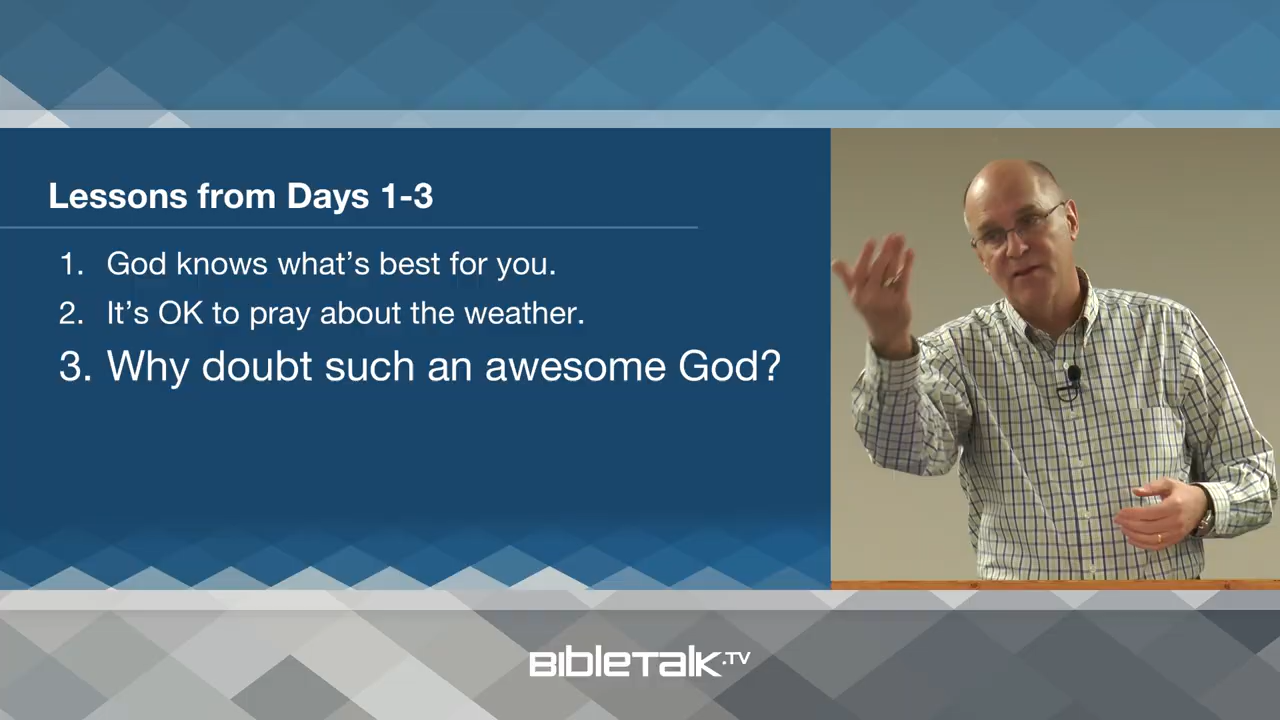 Lessons from Days 1-3
1. God knows what's best for you.
2. It's OK to pray about the weather.
3. Why doubt such an awesome God?
BIBLETALK.TV